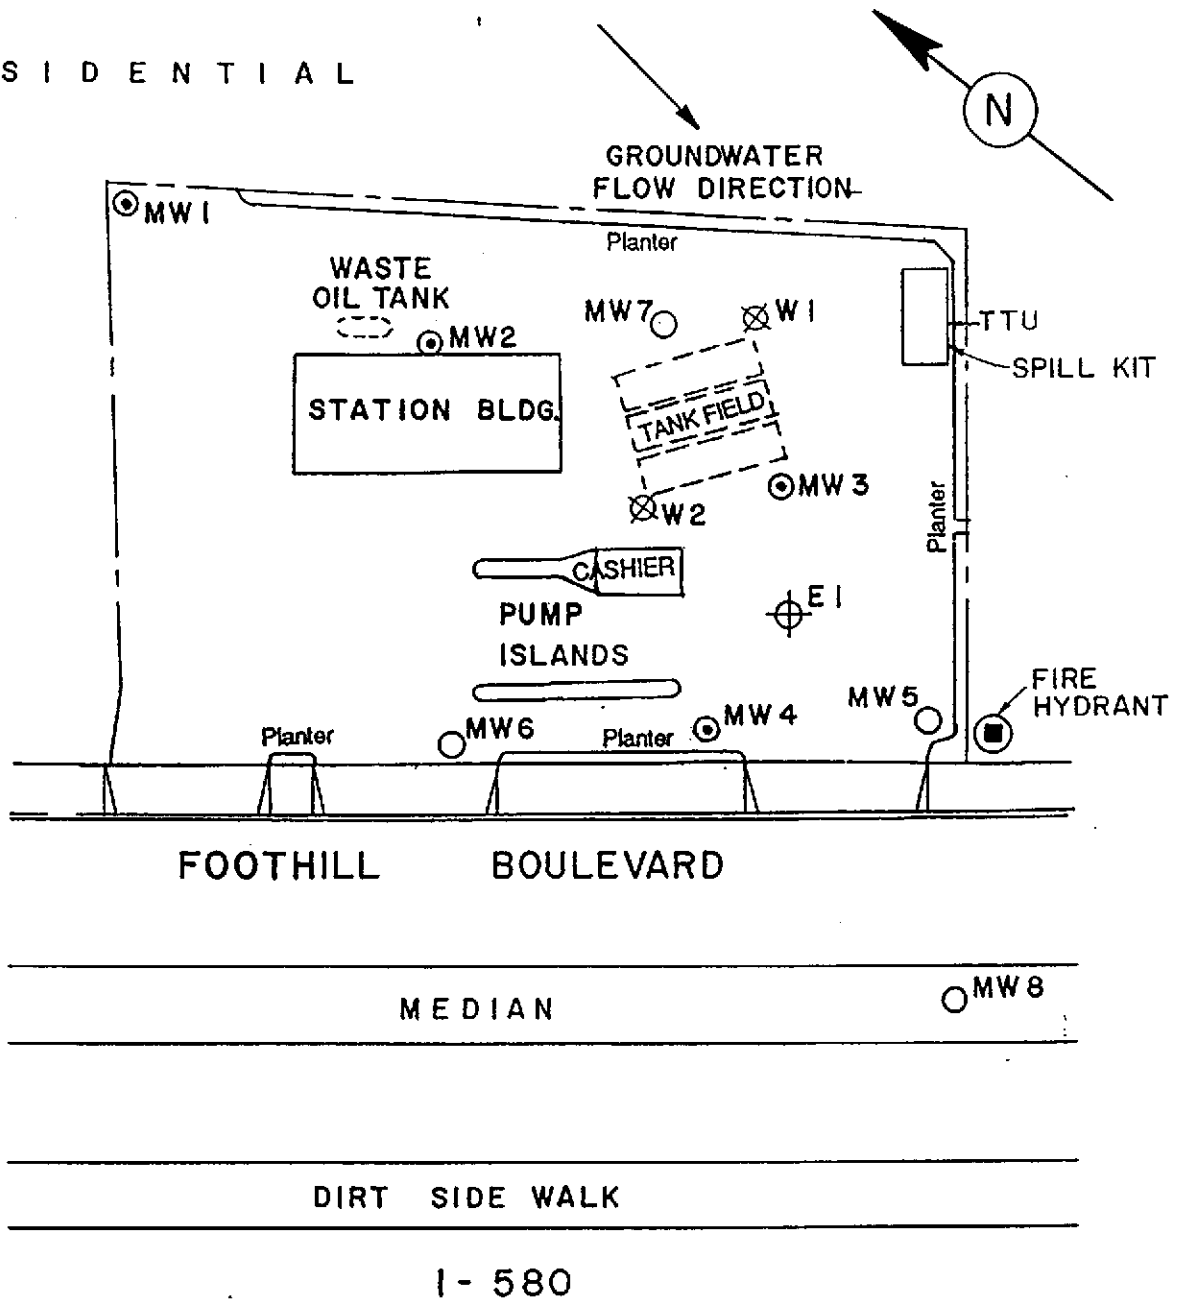 SIDENTIAL
N
GROUNDWATER
FLOW DIRECTION
MW1
Planter
WASTE
OIL TANK
MW7
W1
MW2
TTU
SPILL KIT
STATION BLDG.
TANK FIELD
MW3
W2
Planter
CASHIER
E1
PUMP
ISLANDS
FIRE
HYDRANT
MW5
MW4
MW6
Planter
Planter
FOOTHILL BOULEVARD
MW8
MEDIAN
DIRT SIDE WALK
I-580